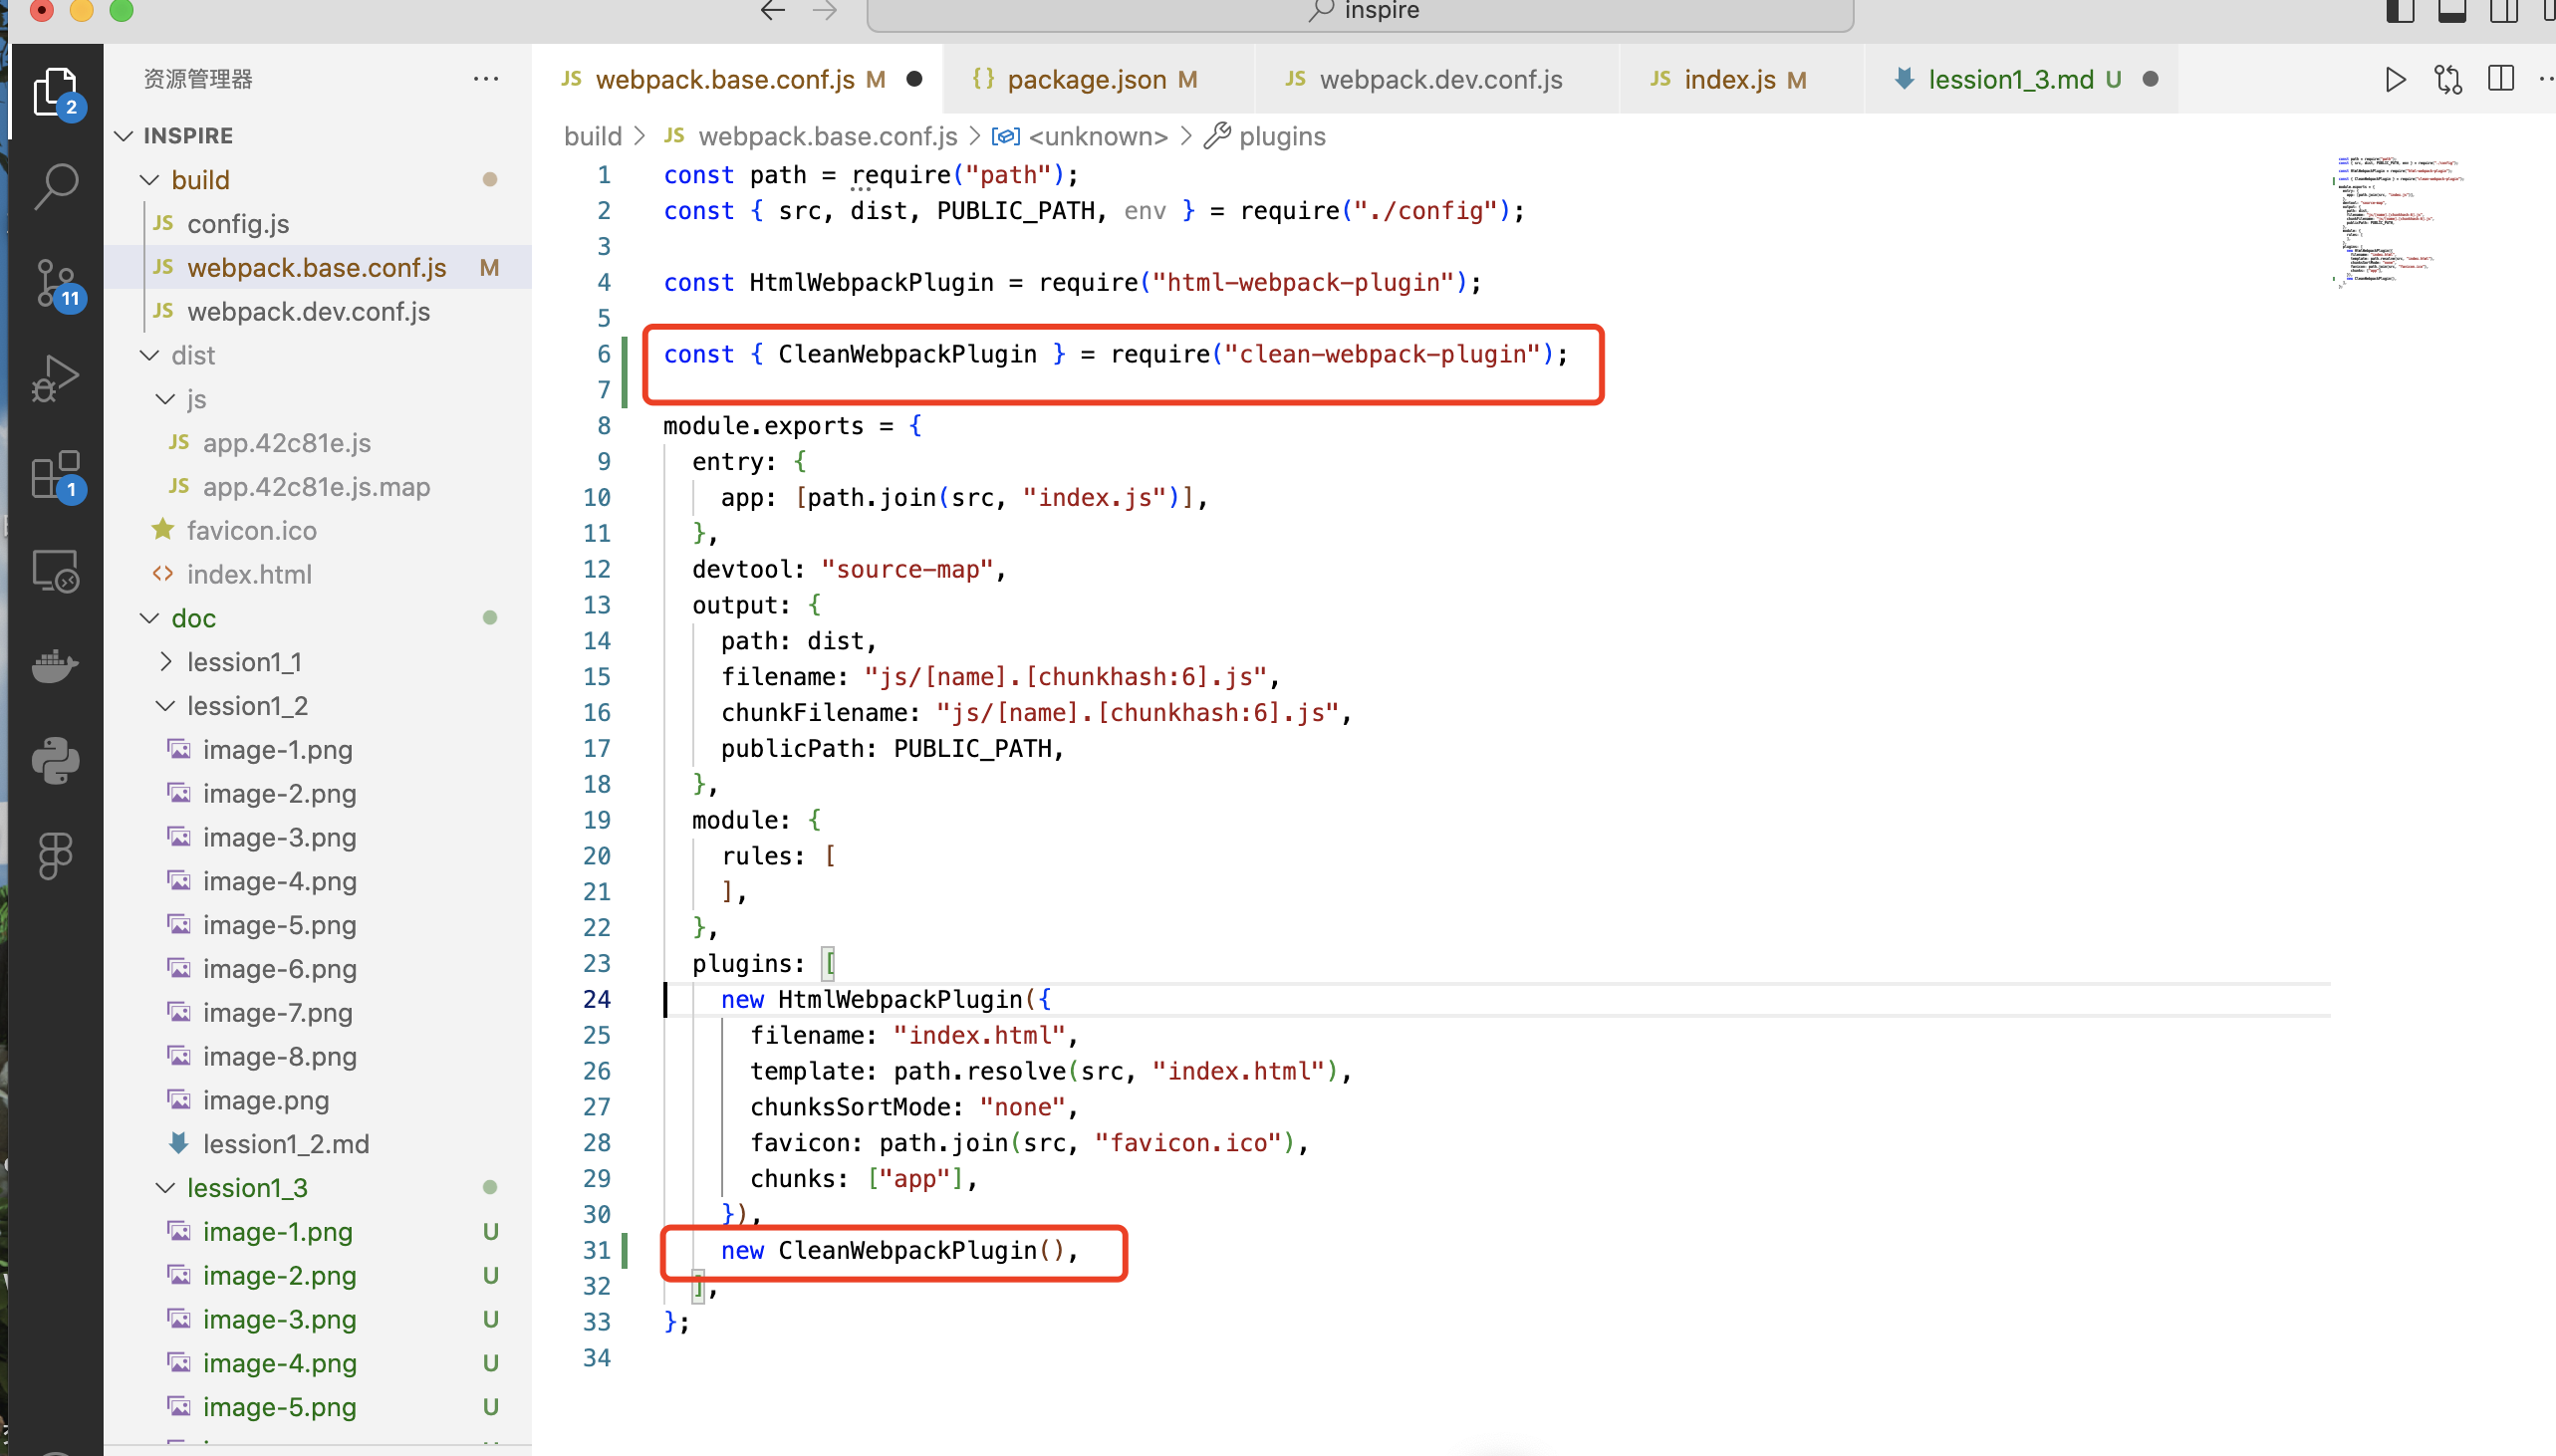 inspire
资源管理器
INSPIRE
build
JS config.js
JS webpack.base.conf.js M
JS webpack.dev.conf.js
dist
js
JS app.42c81e.js
JS app.42c81e.js.map
favicon.ico
index.html
doc
lession1_1
lession1_2
image-1.png
image-2.png
image-3.png
image-4.png
image-5.png
image-6.png
image-7.png
image-8.png
image.png
lession1_2.md
lession1_3
image-1.png U
image-2.png U
image-3.png U
image-4.png U
image-5.png U
2
11
1
JS webpack.base.conf.js M
{} package.json M
JS webpack.dev.conf.js
JS index.js M
lession1_3.md U
build > JS webpack.base.conf.js > <unknown> > plugins
1 const path = require("path");
2 const { src, dist, PUBLIC_PATH, env } = require("./config");
3
4 const HtmlWebpackPlugin = require("html-webpack-plugin");
5
6 const { CleanWebpackPlugin } = require("clean-webpack-plugin");
7
8 module.exports = {
9 entry: {
10 app: [path.join(src, "index.js")],
11 },
12 devtool: "source-map",
13 output: {
14 path: dist,
15 filename: "js/[name].[chunkhash:6].js",
16 chunkFilename: "js/[name].[chunkhash:6].js",
17 publicPath: PUBLIC_PATH,
18 },
19 module: {
20 rules: [
21 ],
22 },
23 plugins: [
24 new HtmlWebpackPlugin({
25 filename: "index.html",
26 template: path.resolve(src, "index.html"),
27 chunksSortMode: "none",
28 favicon: path.join(src, "favicon.ico"),
29 chunks: ["app"],
30 }),
31 new CleanWebpackPlugin(),
32 ],
33 };
34